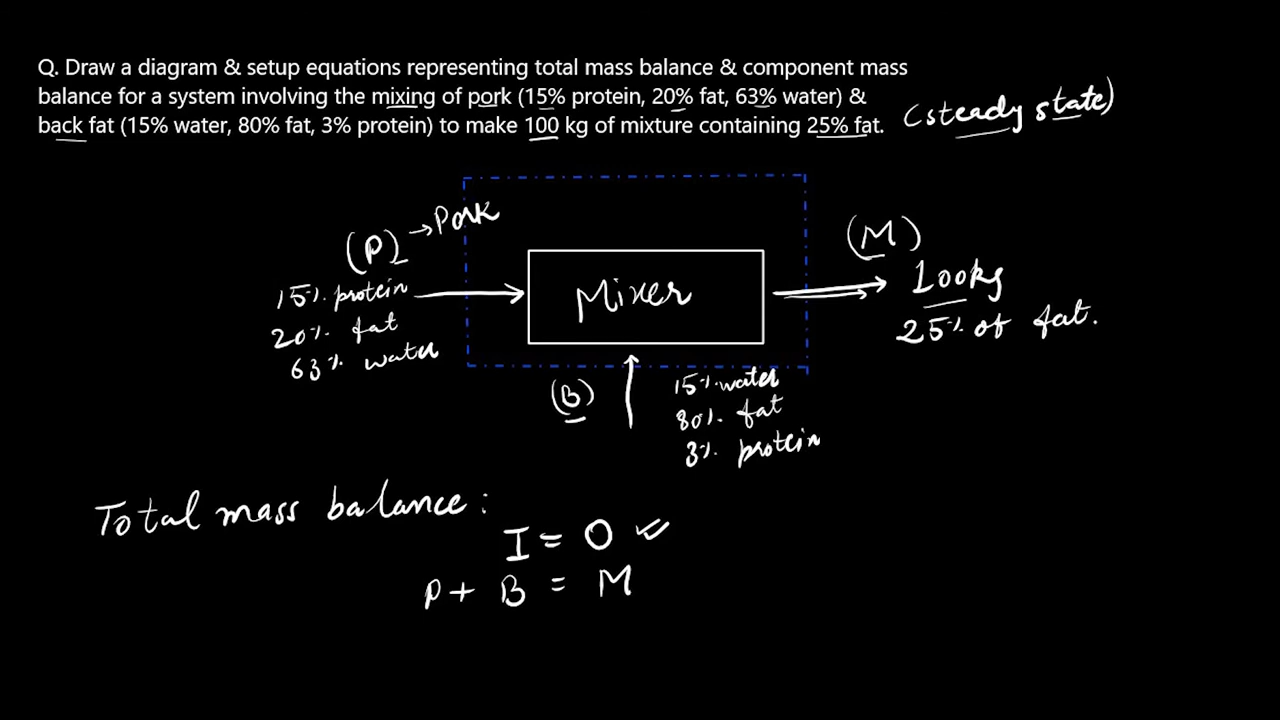 Q. Draw a diagram & setup equations representing total mass balance & component mass
balance for a system involving the mixing of pork (15% protein, 20% fat, 63% water) &
back fat (15% water, 80% fat, 3% protein) to make 100 kg of mixture containing 25% fat.
(steady state)
(P) → Pork
15% protein
20% fat
63% water
Mixer
(M)
100kg
25% of fat.
(B)
15% water
80% fat
3% protein
Total mass balance:
I = O
P + B = M